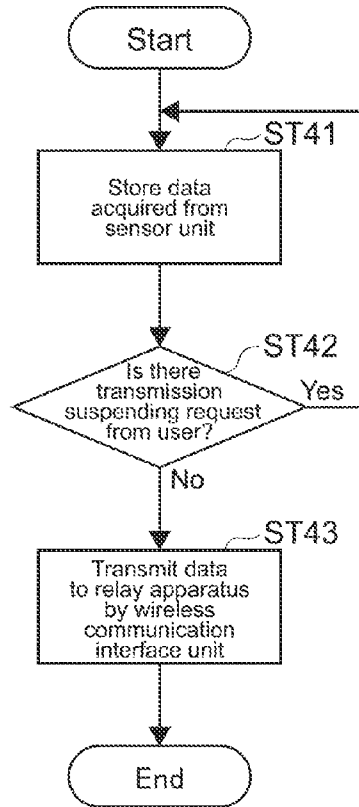 Start
ST41
Store data
acquired from
sensor unit
ST42
Is there
transmission
suspending request
from user?
Yes
No
ST43
Transmit data
to relay apparatus
by wireless
communication
interface unit
End